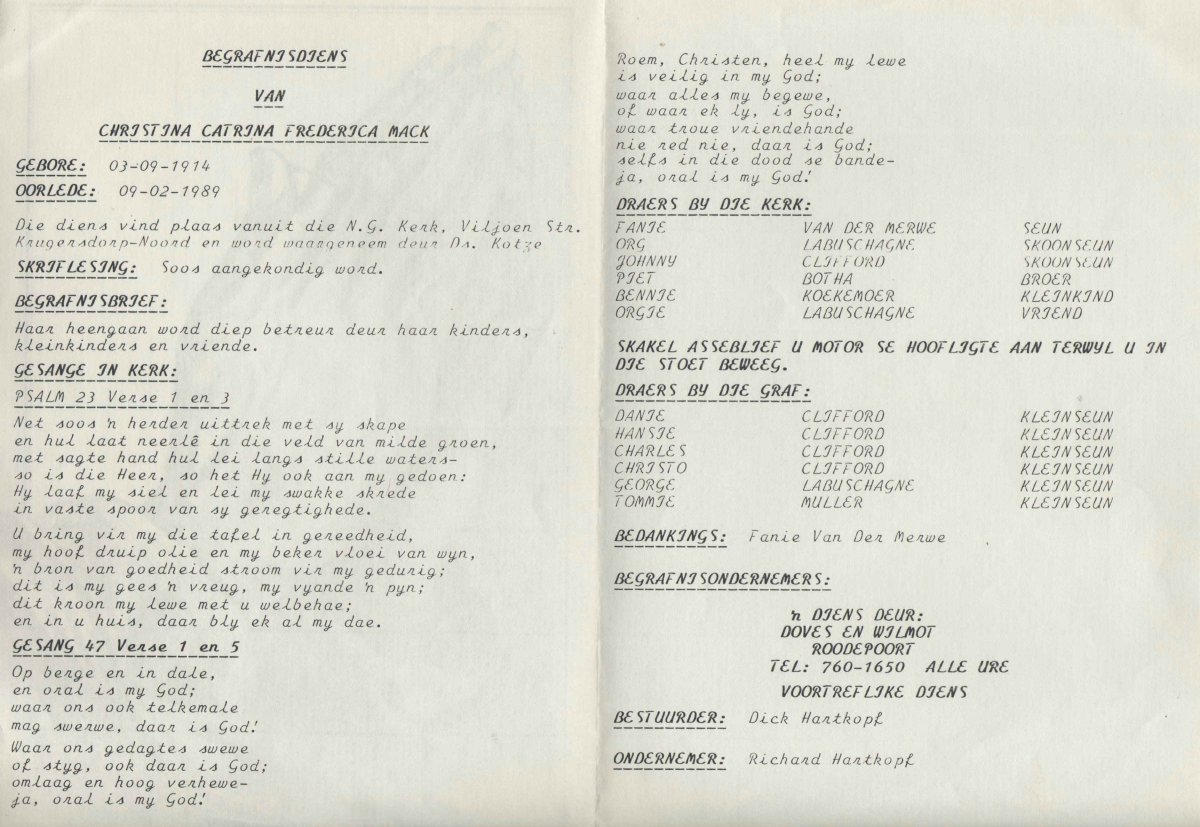 BEGRAFNISDIENS
VAN
CHRISTINA CATRINA FREDERICA MACK
GEBORE: 03-09-1914
OORLEDE: 09-02-1989
Die diens vind plaas vanuit die N.G. Kerk, Viljoen Str.
Krugersdorp-Noord en word waargeneem deur Ds. Kotze
SKRIFLESING: Soos aangekondig word.
BEGRAFNISBRIEF:
Haar heengaan word diep betreur deur haar kinders,
kleinkinders en vriende.
GESANGE IN KERK:
PSALM 23 Verse 1 en 3
Net soos 'n herder uittrek met sy skape
en hul laat neerlê in die veld van milde groen,
met sagte hand hul lei langs stille waters-
so is die Heer, so het Hy ook aan my gedoen:
Hy laaf my siel en lei my swakke skrede
in vaste spoor van sy geregtighede.
U bring vir my die tafel in gereedheid,
my hoof druip olie en my beker vloei van wyn,
'n bron van goedheid stroom vir my gedurig;
dit is my gees 'n vreug, my vyande 'n pyn;
dit kroon my lewe met u welbehae;
en in u huis, daar bly ek al my dae.
GESANG 47 Verse 1 en 5
Op berge en in dale,
en oral is my God;
waar ons ook telkemale
mag swerwe, daar is God!
Waar ons gedagtes swewe
of styg, ook daar is God;
omlaag en hoog verhewe-
ja, oral is my God!
Roem, Christen, heel my lewe
is veilig in my God;
waar alles my begewe,
of waar ek ly, is God;
waar troue vriendehande
nie red nie, daar is God;
selfs in die dood se bande-
ja, oral is my God!
DRAERS BY DIE KERK:
FANIE VAN DER MERWE SEUN
ORG LABUSCHAGNE SKOONSEUN
JOHNNY CLIFFORD SKOONSEUN
PIET BOTHA BROER
BENNIE KOEKEMOER KLEINKIND
ORGIE LABUSCHAGNE VRIEND
SKAKEL ASSEBLIEF U MOTOR SE HOOFLIGTE AAN TERWYL U IN
DIE STOET BEWEEG.
DRAERS BY DIE GRAF:
DANIE CLIFFORD KLEINSEUN
HANSIE CLIFFORD KLEINSEUN
CHARLES CLIFFORD KLEINSEUN
CHRISTO CLIFFORD KLEINSEUN
GEORGE LABUSCHAGNE KLEINSEUN
TOMMIE MULLER KLEINSEUN
BEDANKINGS: Fanie Van Der Merwe
BEGRAFNISONDERNEMERS:
'n DIENS DEUR:
DOVES EN WILMOT
ROODEPOORT
TEL: 760-1650 ALLE URE
VOORTREFLIKE DIENS
BESTUURDER: Dick Hartkopf
ONDERNEMER: Richard Hartkopf